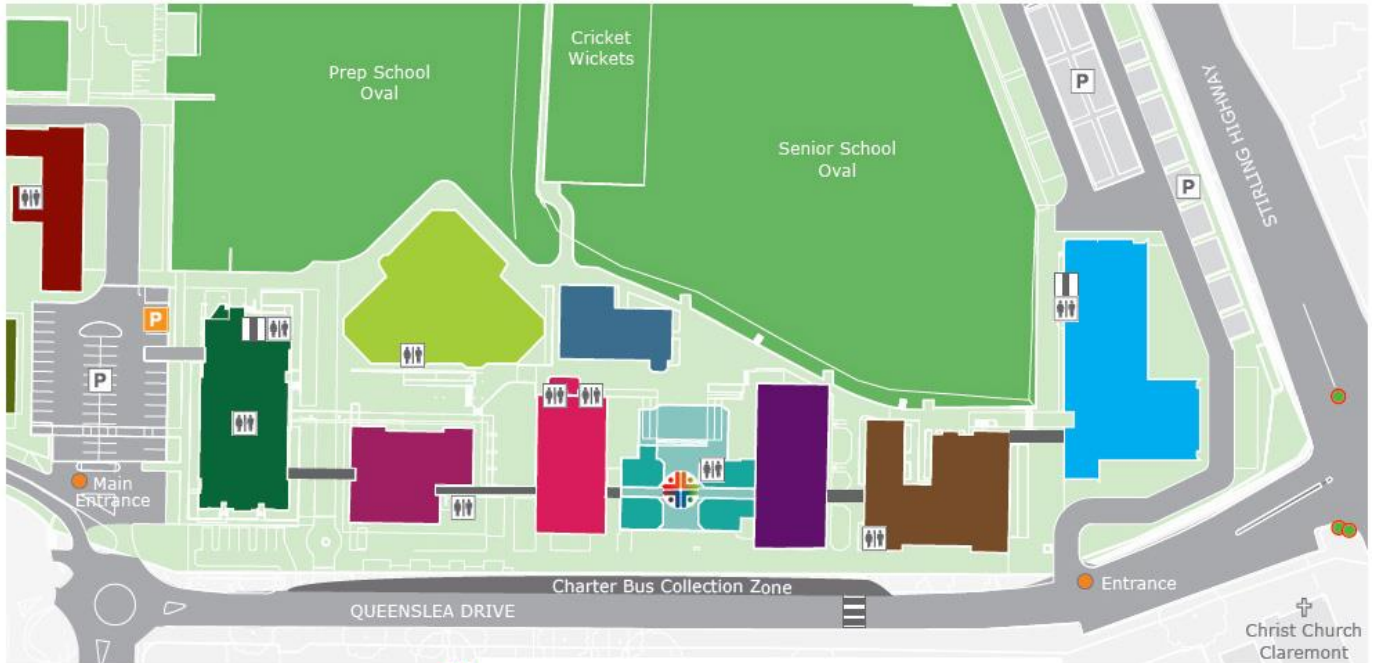 Prep School
Oval
Cricket
Wickets
Senior School
Oval
P
P
STIRLING HIGHWAY
P
P
Main
Entrance
Charter Bus Collection Zone
Entrance
QUEENSLEA DRIVE
Christ Church
Claremont